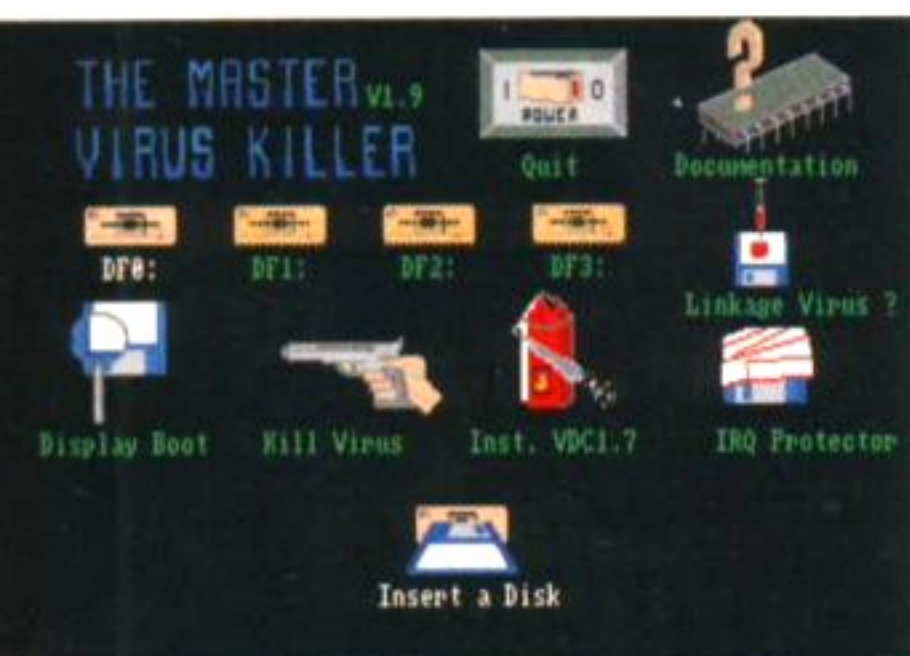 THE MASTER V1.9
VIRUS KILLER
I O
POWER
Quit
Documentation
DF0:
DF1:
DF2:
DF3:
Linkage Virus ?
Display Boot
Kill Virus
Inst. VDC1.7
IRQ Protector
Insert a Disk